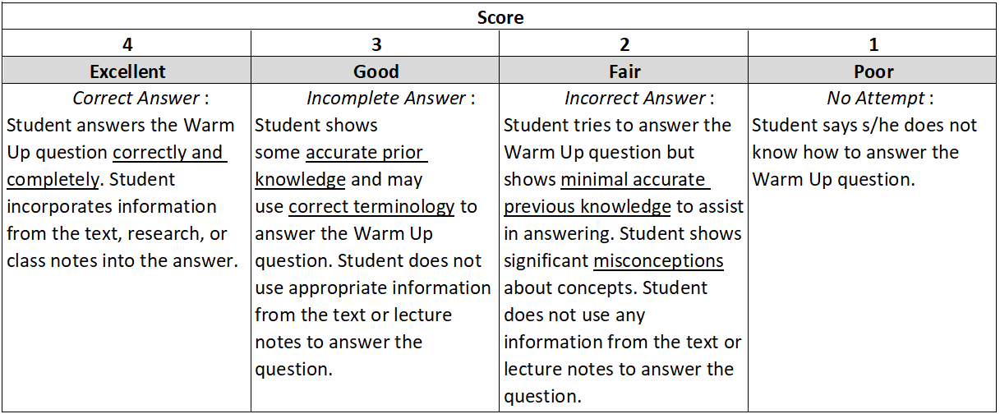 Score
4 3 2 1
Excellent Good Fair Poor
Correct Answer :
Student answers the Warm
Up question correctly and
completely. Student
incorporates information
from the text, research, or
class notes into the answer.
Incomplete Answer :
Student shows
some accurate prior
knowledge and may
use correct terminology to
answer the Warm Up
question. Student does not
use appropriate information
from the text or lecture
notes to answer the
question.
Incorrect Answer :
Student tries to answer the
Warm Up question but
shows minimal accurate
previous knowledge to assist
in answering. Student shows
significant misconceptions
about concepts. Student
does not use any
information from the text or
lecture notes to answer the
question.
No Attempt :
Student says s/he does not
know how to answer the
Warm Up question.